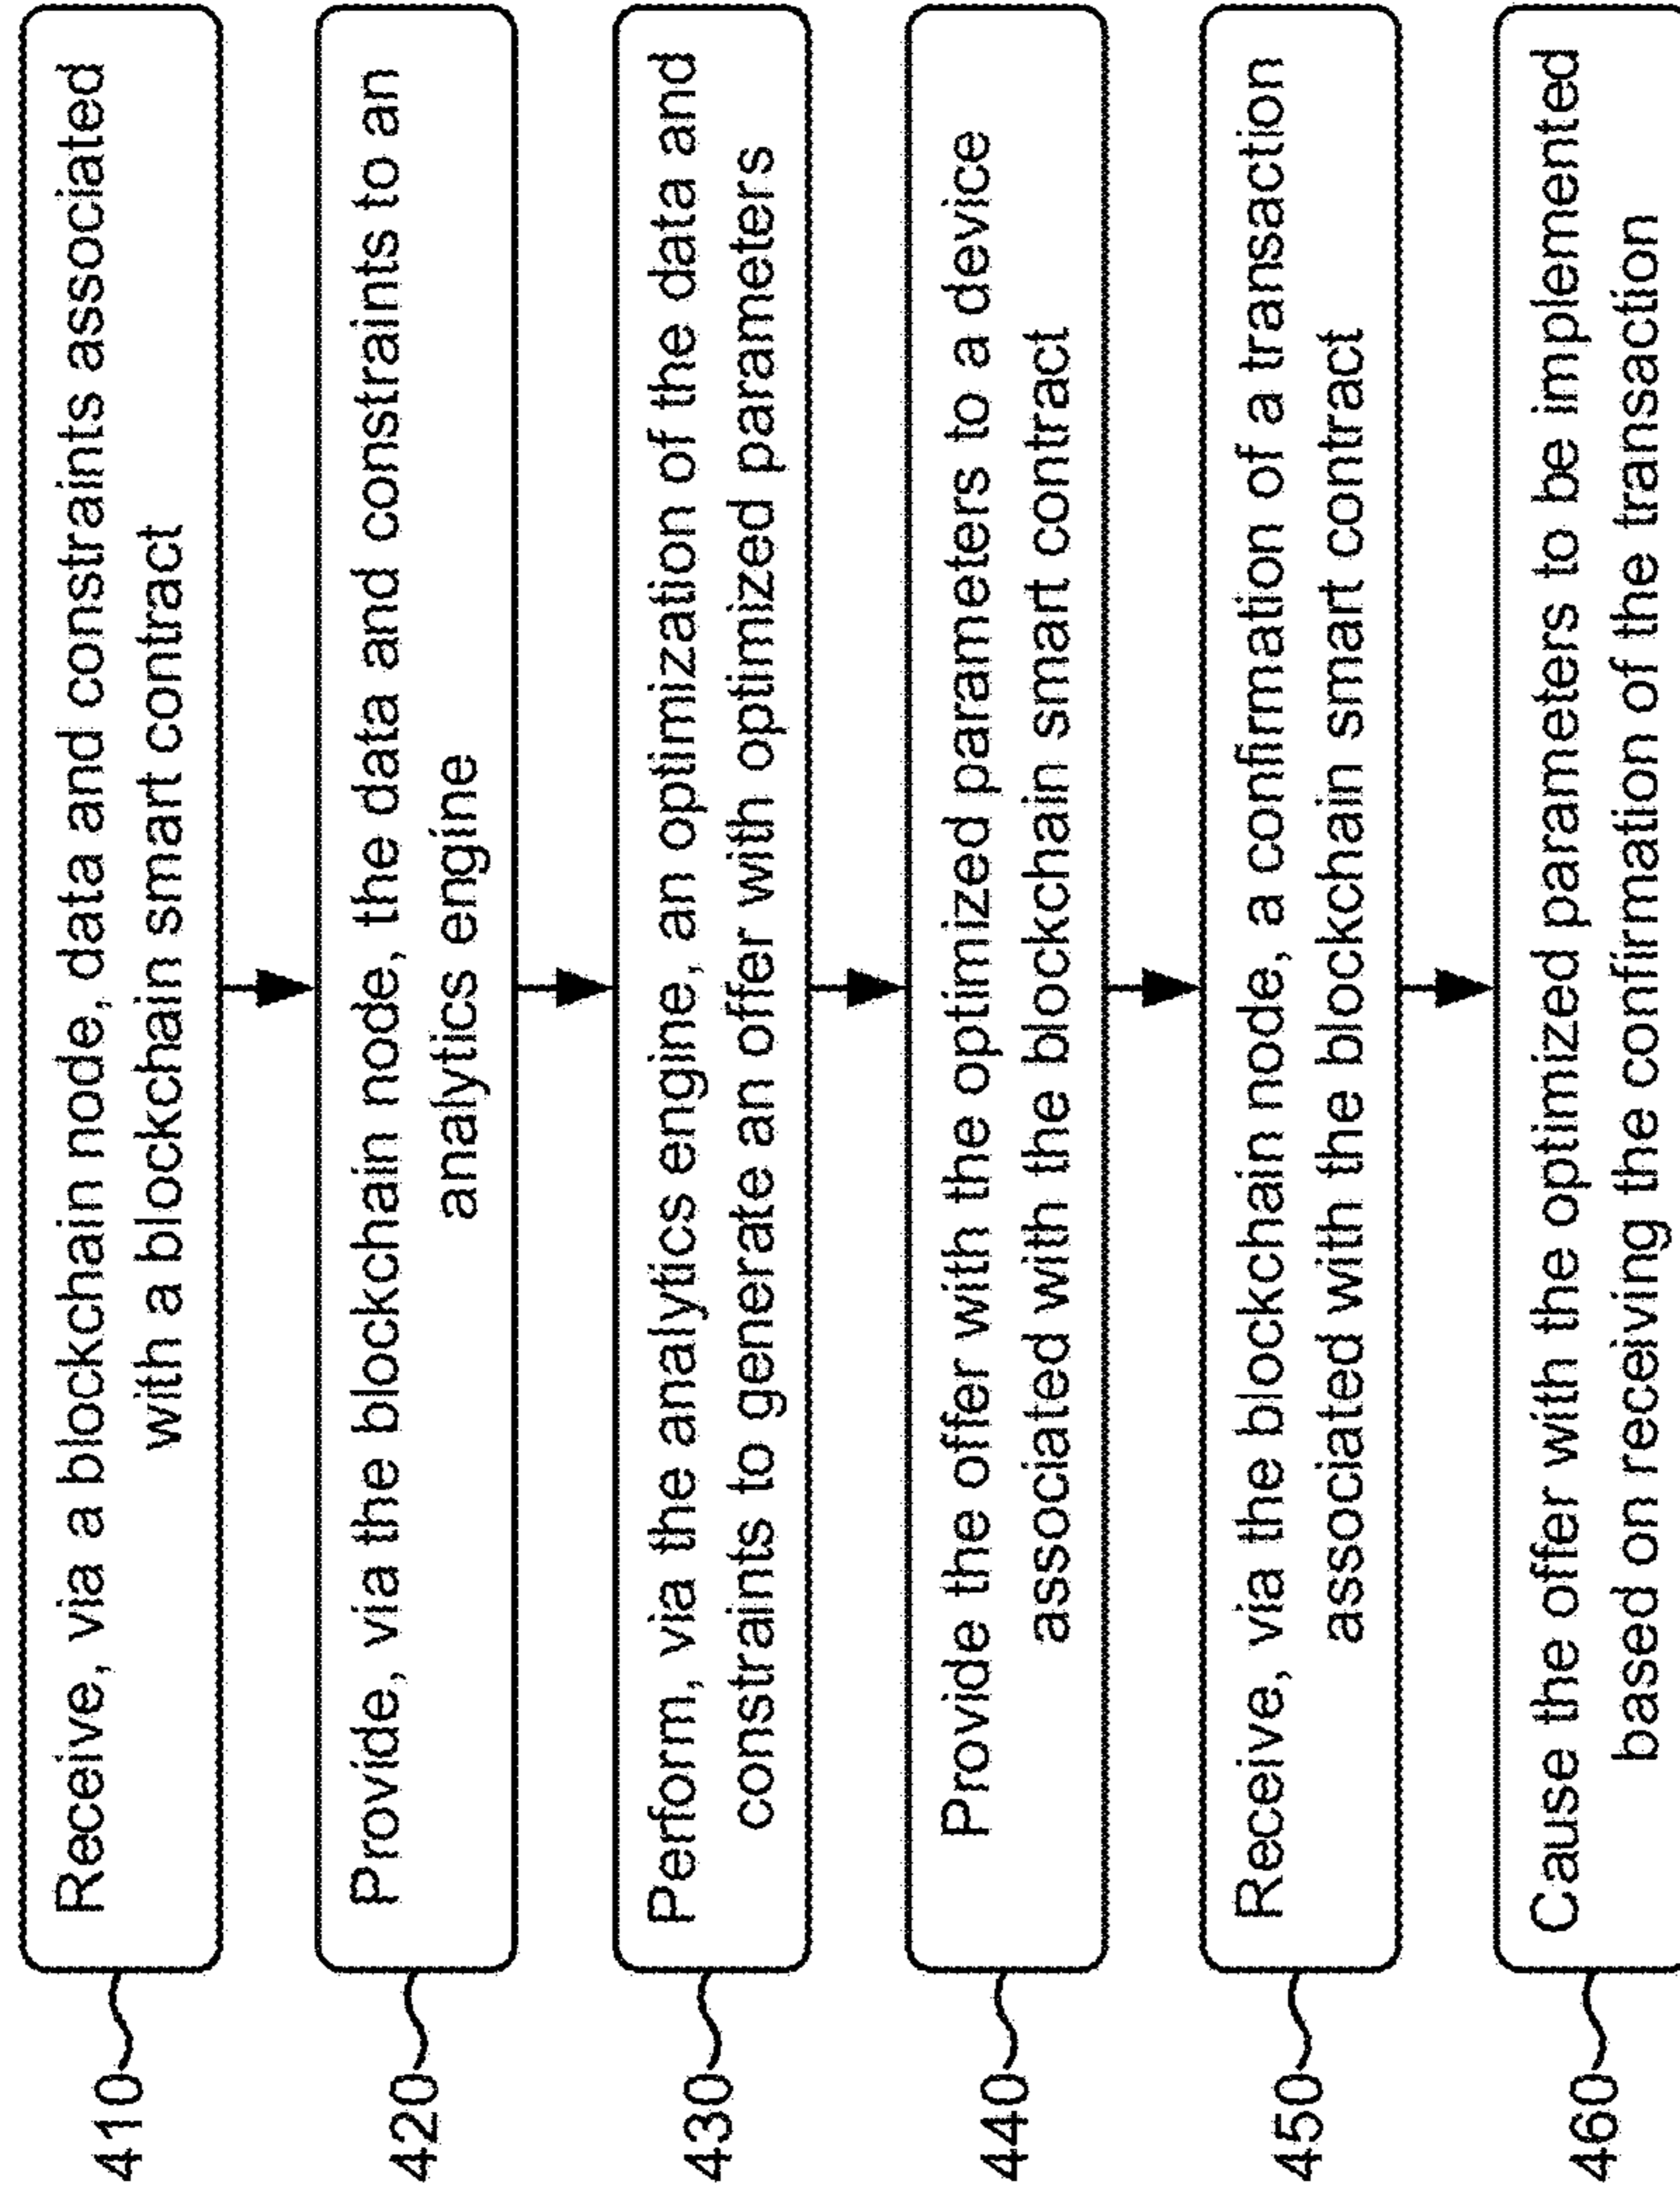 410
Receive, via a blockchain node, data and constraints associated
with a blockchain smart contract
420
Provide, via the blockchain node, the data and constraints to an
analytics engine
430
Perform, via the analytics engine, an optimization of the data and
constraints to generate an offer with optimized parameters
440
Provide the offer with the optimized parameters to a device
associated with the blockchain smart contract
450
Receive, via the blockchain node, a confirmation of a transaction
associated with the blockchain smart contract
460
Cause the offer with the optimized parameters to be implemented
based on receiving the confirmation of the transaction